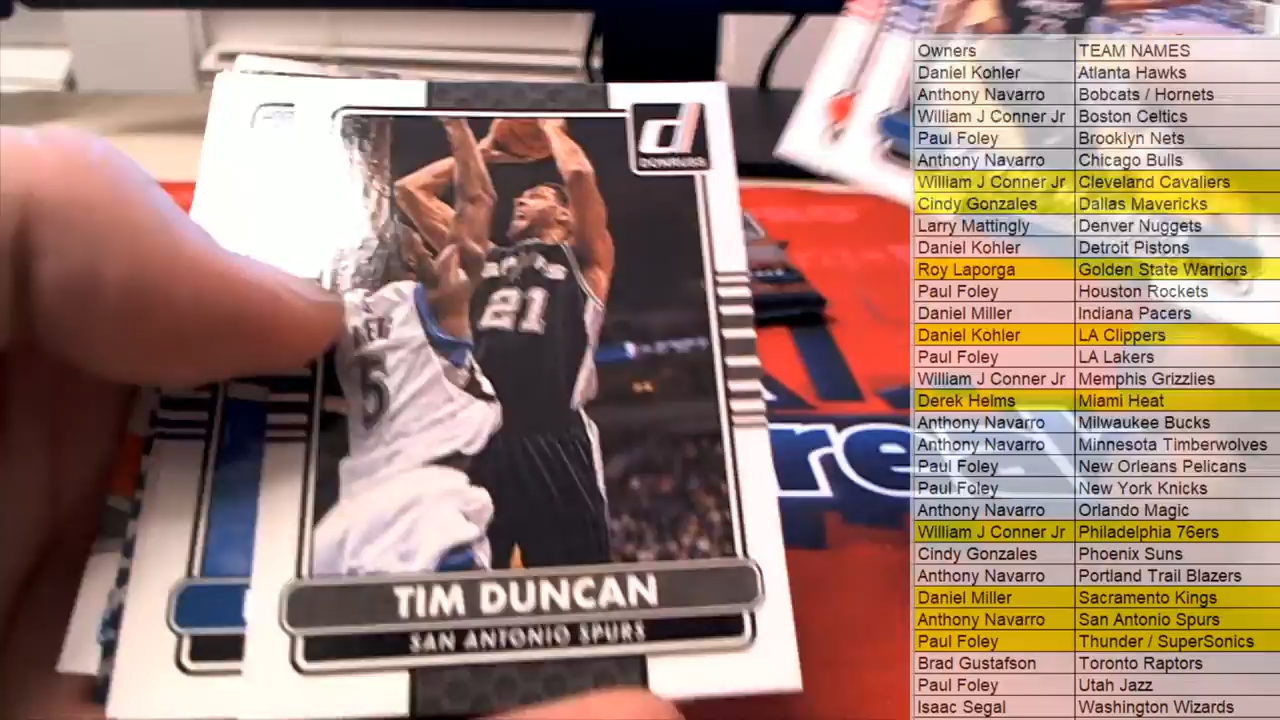 d
DONRUSS
SPURS
21
5
TIM DUNCAN
SAN ANTONIO SPURS
re
Owners TEAM NAMES
Daniel Kohler Atlanta Hawks
Anthony Navarro Bobcats / Hornets
William J Conner Jr Boston Celtics
Paul Foley Brooklyn Nets
Anthony Navarro Chicago Bulls
William J Conner Jr Cleveland Cavaliers
Cindy Gonzales Dallas Mavericks
Larry Mattingly Denver Nuggets
Daniel Kohler Detroit Pistons
Roy Laporga Golden State Warriors
Paul Foley Houston Rockets
Daniel Miller Indiana Pacers
Daniel Kohler LA Clippers
Paul Foley LA Lakers
William J Conner Jr Memphis Grizzlies
Derek Helms Miami Heat
Anthony Navarro Milwaukee Bucks
Anthony Navarro Minnesota Timberwolves
Paul Foley New Orleans Pelicans
Paul Foley New York Knicks
Anthony Navarro Orlando Magic
William J Conner Jr Philadelphia 76ers
Cindy Gonzales Phoenix Suns
Anthony Navarro Portland Trail Blazers
Daniel Miller Sacramento Kings
Anthony Navarro San Antonio Spurs
Paul Foley Thunder / SuperSonics
Brad Gustafson Toronto Raptors
Paul Foley Utah Jazz
Isaac Segal Washington Wizards